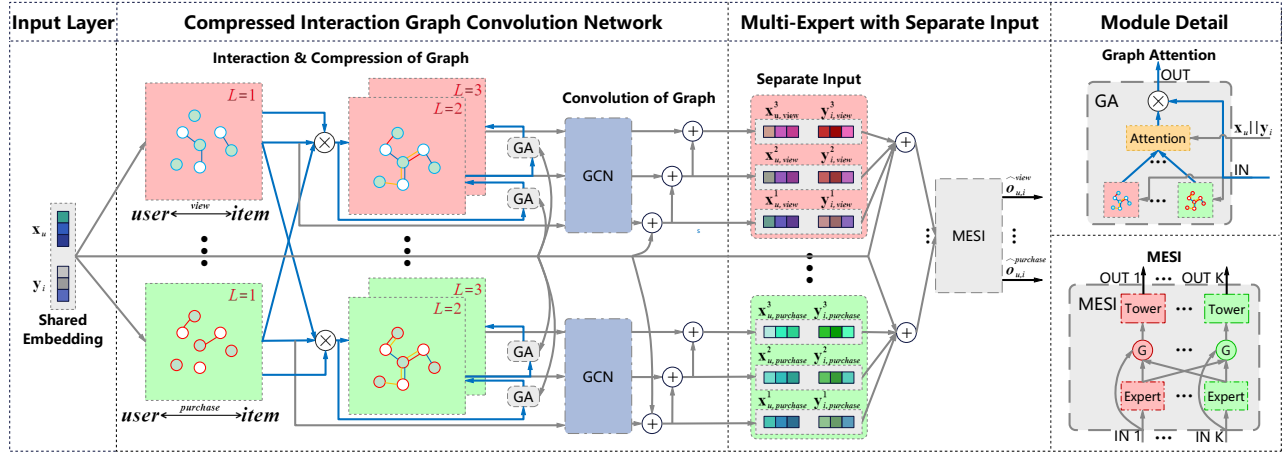 Input Layer
Compressed Interaction Graph Convolution Network
Multi-Expert with Separate Input
Module Detail
Interaction & Compression of Graph
Convolution of Graph
Separate Input
Graph Attention
OUT
GA
Attention
x_u||y_i
IN
L=1
L=3
L=2
GA
GA
GCN
x^3_{u,view} y^3_{i,view}
x^2_{u,view} y^2_{i,view}
x^1_{u,view} y^1_{i,view}
s
user view item
x_u
y_i
Shared
Embedding
MESI
ô^{view}_{u,i}
ô^{purchase}_{u,i}
L=1
L=3
L=2
GA
GA
GCN
x^3_{u,purchase} y^3_{i,purchase}
x^2_{u,purchase} y^2_{i,purchase}
x^1_{u,purchase} y^1_{i,purchase}
user purchase item
MESI
OUT 1 ... OUT K
MESI
Tower ... Tower
G ... G
Expert ... Expert
IN 1 ... IN K